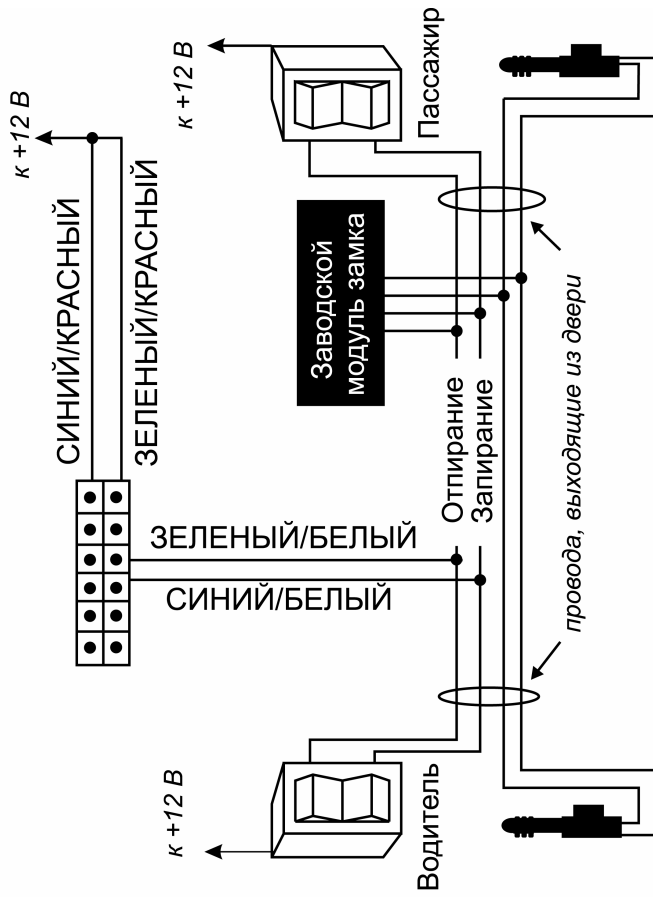 к +12 В
СИНИЙ/КРАСНЫЙ
ЗЕЛЕНЫЙ/КРАСНЫЙ
к +12 В
Пассажир
Заводской
модуль замка
ЗЕЛЕНЫЙ/БЕЛЫЙ
СИНИЙ/БЕЛЫЙ
Отпирание
Запирание
провода, выходящие из двери
к +12 В
Водитель